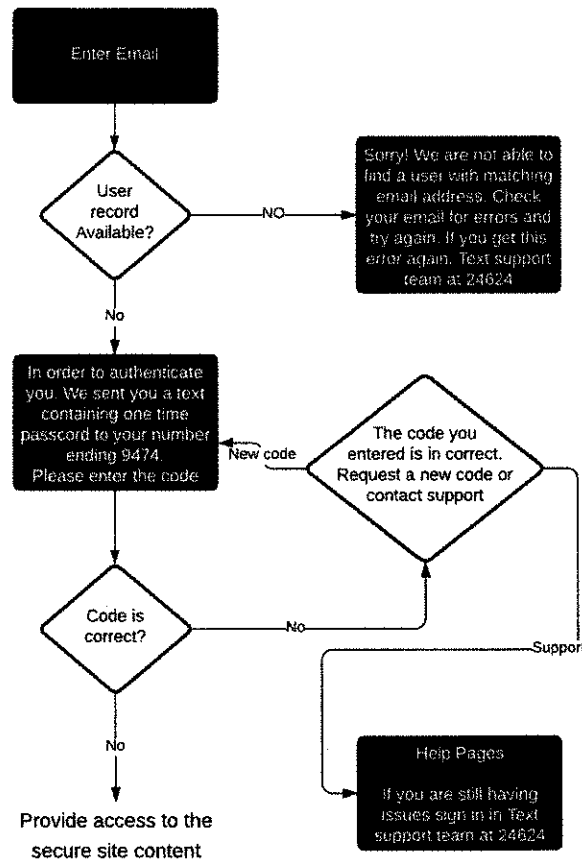 Enter Email
User
record
Available?
NO
Sorry! We are not able to
find a user with matching
email address. Check
your email for errors and
try again. If you get this
error again. Text support
team at 24624
No
In order to authenticate
you. We sent you a text
containing one time
passcord to your number
ending 9474.
Please enter the code
New code
The code you
entered is in correct.
Request a new code or
contact support
Code is
correct?
No
Support
No
Provide access to the
secure site content
Help Pages
If you are still having
issues sign in in Text
support team at 24624